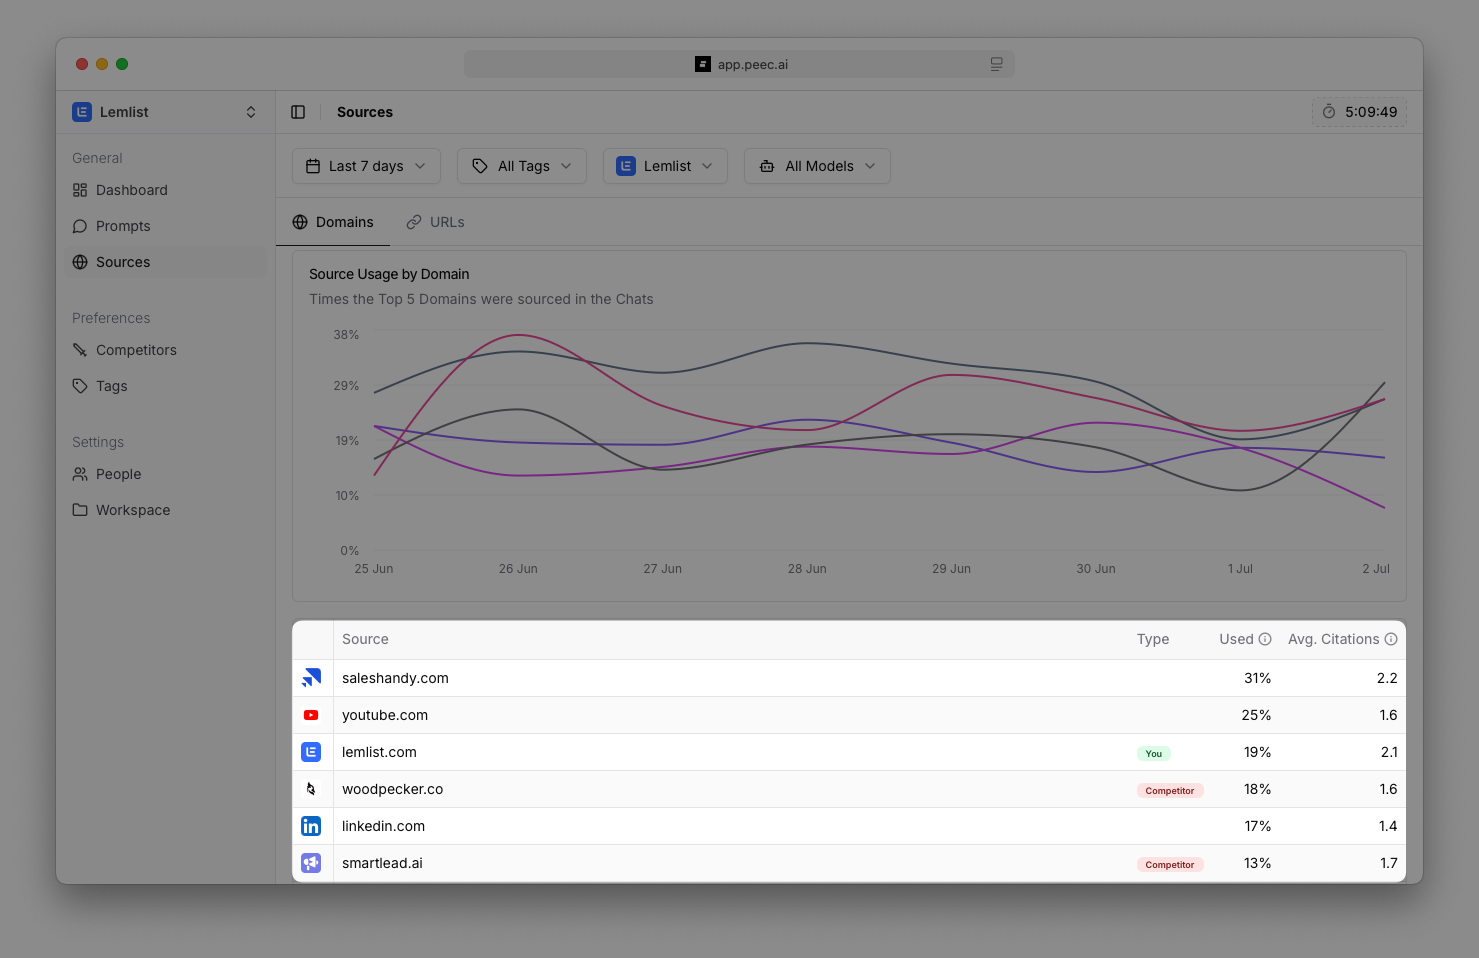 app.peec.ai
Lemlist
Sources
5:09:49
General
Dashboard
Prompts
Sources
Preferences
Competitors
Tags
Settings
People
Workspace
Last 7 days
All Tags
Lemlist
All Models
Domains
URLs
Source Usage by Domain
Times the Top 5 Domains were sourced in the Chats
38%
29%
19%
10%
0%
25 Jun 26 Jun 27 Jun 28 Jun 29 Jun 30 Jun 1 Jul 2 Jul
Source Type Used Avg. Citations
saleshandy.com 31% 2.2
youtube.com 25% 1.6
lemlist.com You 19% 2.1
woodpecker.co Competitor 18% 1.6
linkedin.com 17% 1.4
smartlead.ai Competitor 13% 1.7